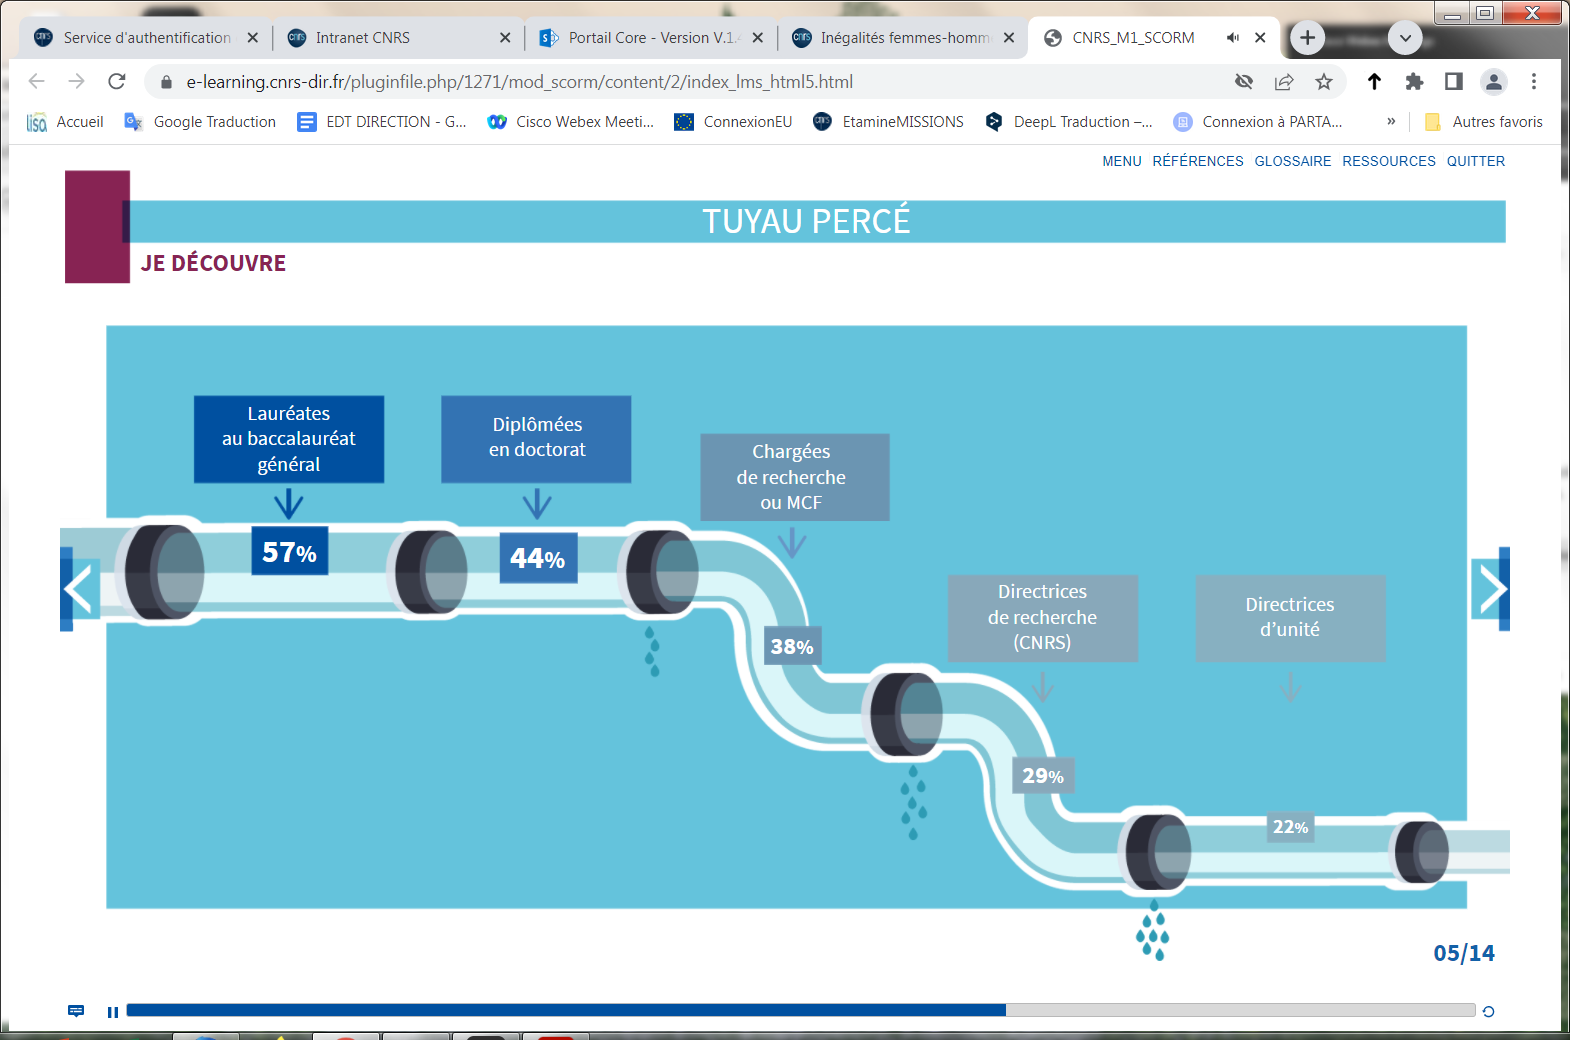 Service d'authentification
Intranet CNRS
Portail Core - Version V.1.
Inégalités femmes-homm
CNRS_M1_SCORM
e-learning.cnrs-dir.fr/pluginfile.php/1271/mod_scorm/content/2/index_lms_html5.html
lisa Accueil
Google Traduction
EDT DIRECTION - G...
Cisco Webex Meeti...
ConnexionEU
EtamineMISSIONS
DeepL Traduction –...
Connexion à PARTA...
»
Autres favoris
MENU RÉFÉRENCES GLOSSAIRE RESSOURCES QUITTER
TUYAU PERCÉ
JE DÉCOUVRE
Lauréates
au baccalauréat
général
57%
Diplômées
en doctorat
44%
Chargées
de recherche
ou MCF
38%
Directrices
de recherche
(CNRS)
29%
Directrices
d'unité
22%
05/14